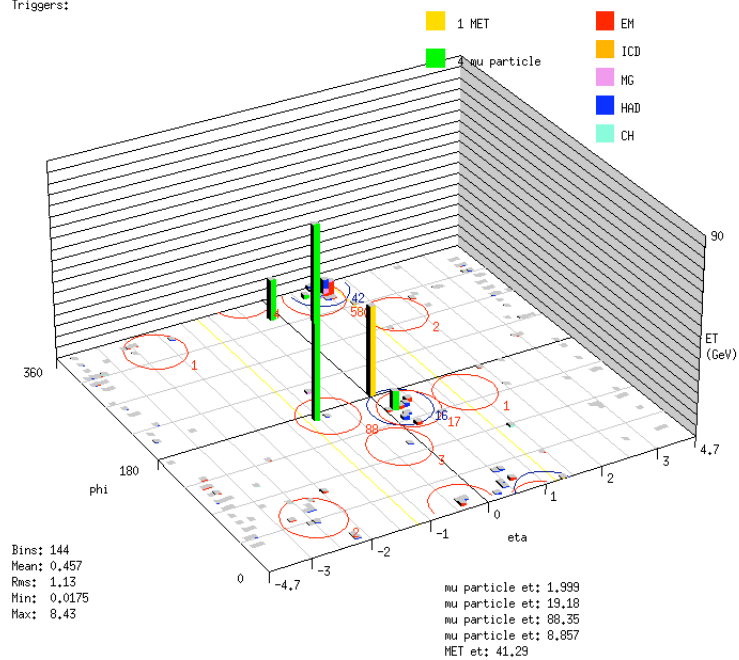 Triggers:
1 MET
4 mu particle
EM
ICD
MG
HAD
CH
90
ET
(GeV)
42
580
2
1
1
16
17
88
3
2
360
180
phi
0
-4.7
-3
-2
-1
0
1
2
3
4.7
eta
Bins: 144
Mean: 0.457
Rms: 1.13
Min: 0.0175
Max: 8.43
mu particle et: 1.999
mu particle et: 19.18
mu particle et: 88.35
mu particle et: 8.857
MET et: 41.29